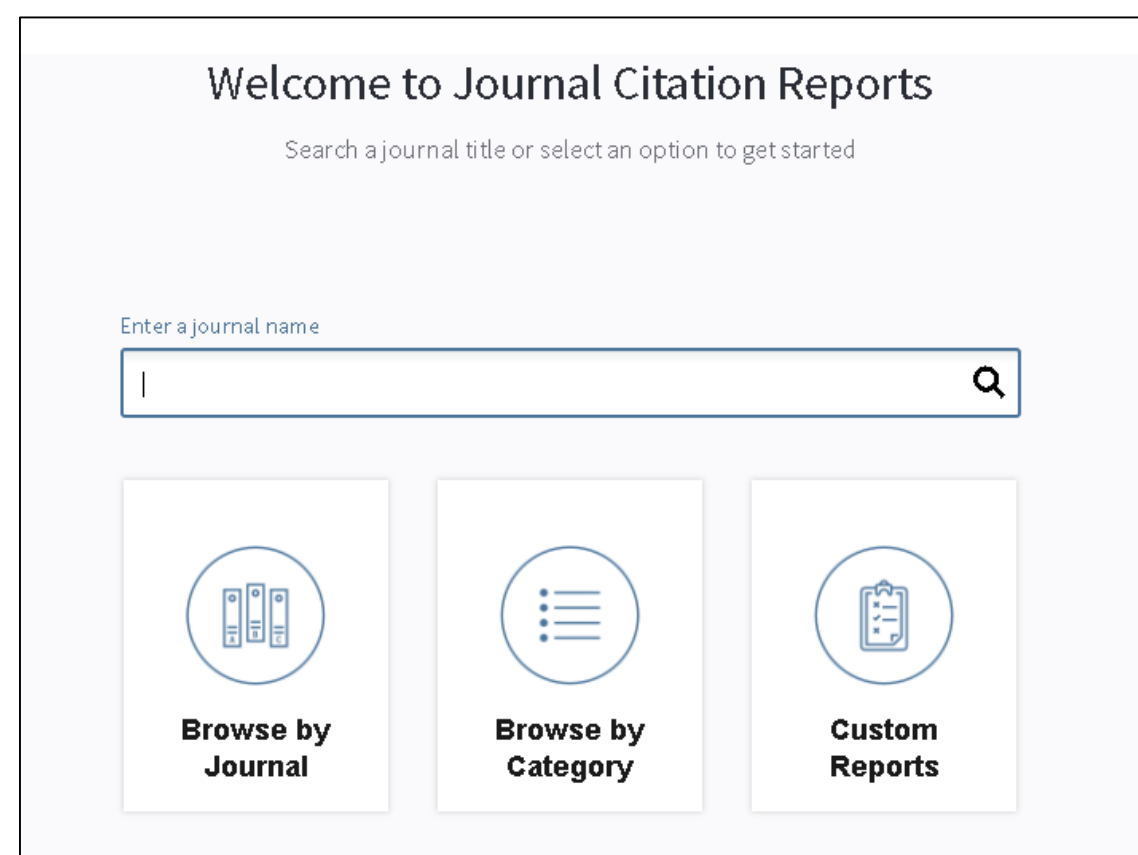 Welcome to Journal Citation Reports
Search a journal title or select an option to get started
Enter a journal name
A B C
Browse by
Journal
Browse by
Category
Custom
Reports